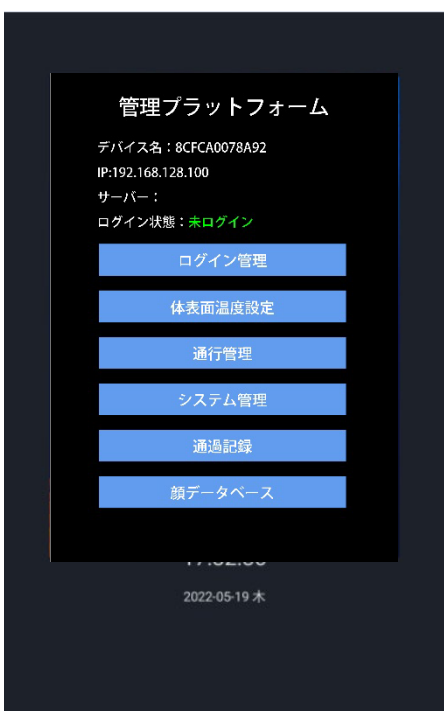 管理プラットフォーム
デバイス名：8CFCA0078A92
IP:192.168.128.100
サーバー：
ログイン状態：未ログイン
ログイン管理
体表面温度設定
通行管理
システム管理
通過記録
顔データベース
2022-05-19 木